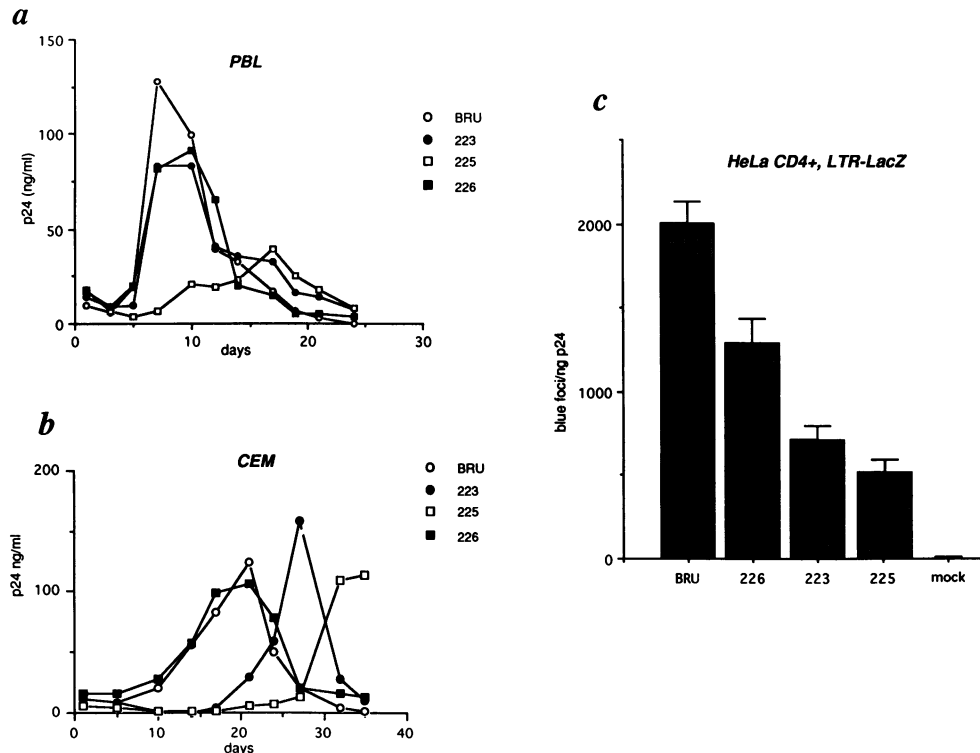 a
PBL
150
100
50
0
p24 (ng/ml)
0 10 20 30
days
BRU
223
225
226
b
CEM
200
100
0
p24 ng/ml
0 10 20 30 40
days
BRU
223
225
226
c
HeLa CD4+, LTR-LacZ
2000
1000
0
blue foci/ng p24
BRU 226 223 225 mock